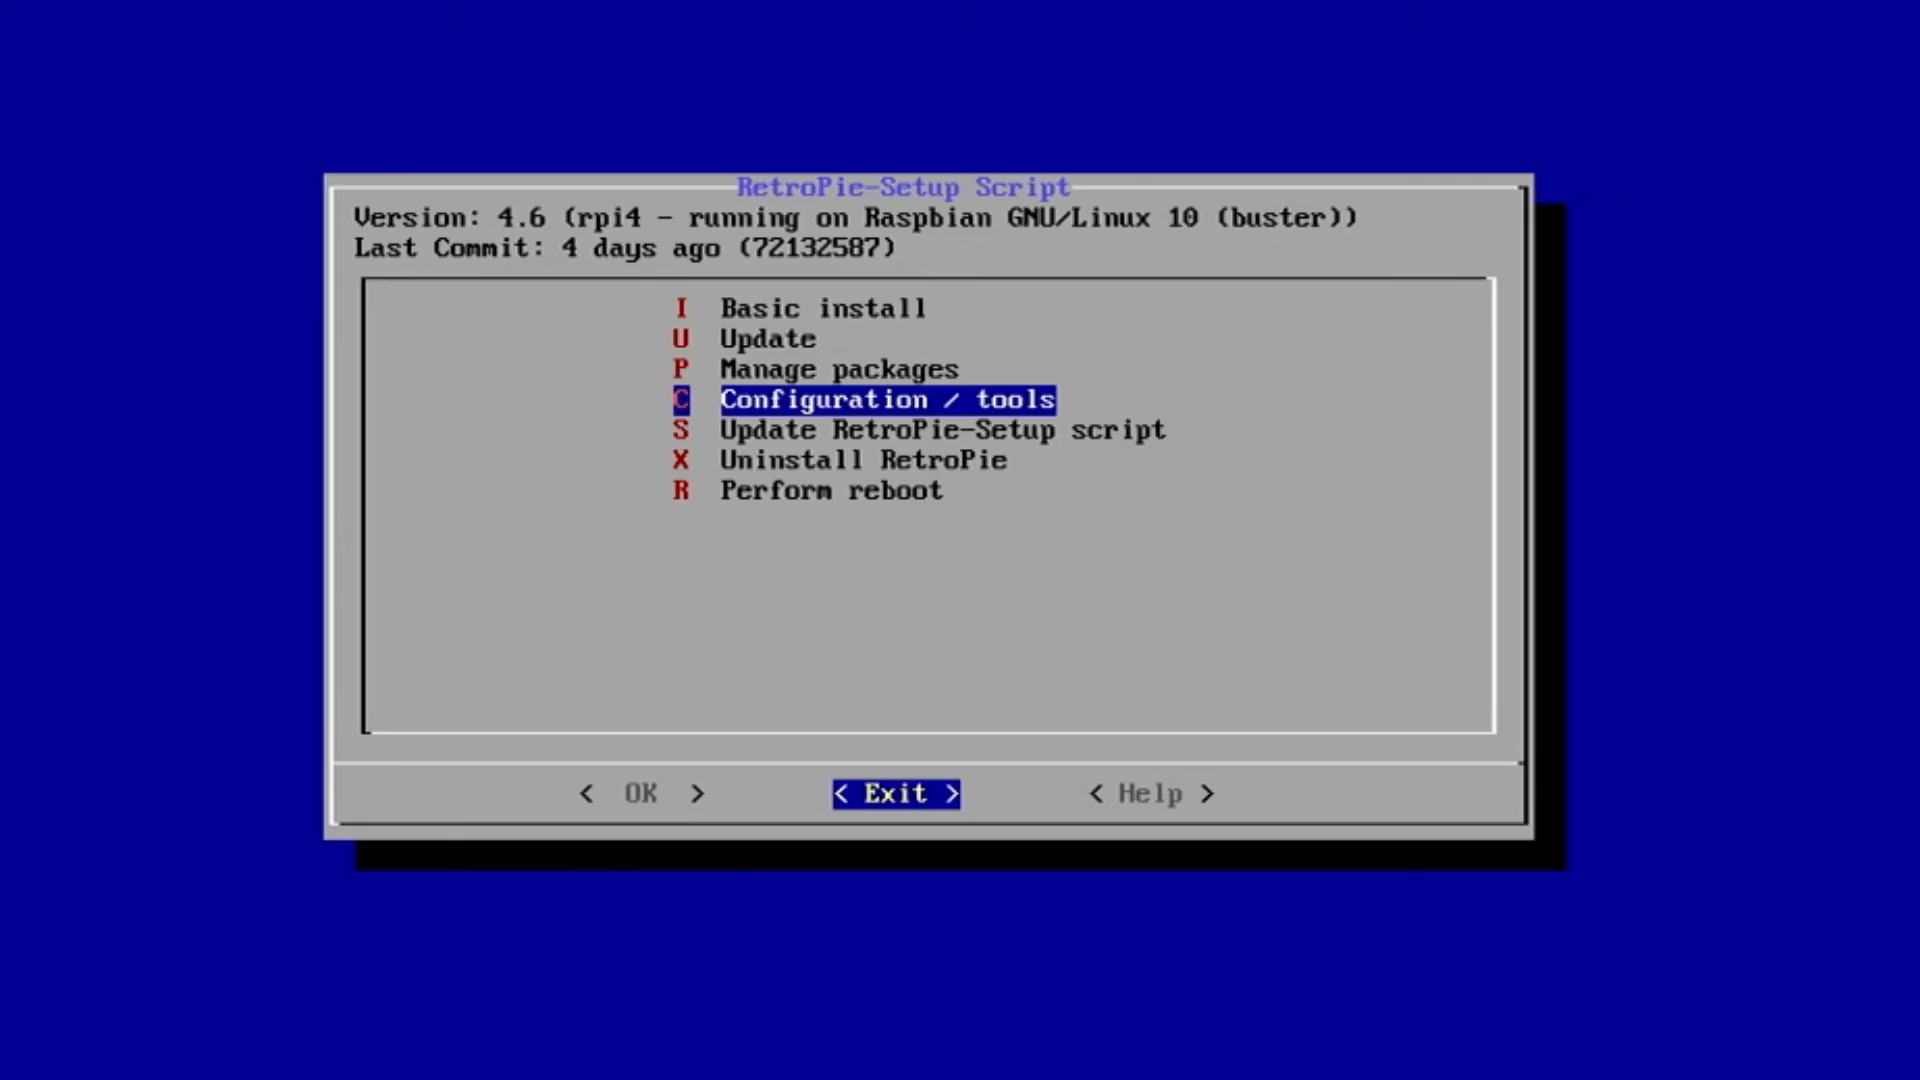 RetroPie-Setup Script
Version: 4.6 (rpi4 - running on Raspbian GNU/Linux 10 (buster))
Last Commit: 4 days ago (72132587)
I Basic install
U Update
P Manage packages
C Configuration / tools
S Update RetroPie-Setup script
X Uninstall RetroPie
R Perform reboot
< OK > < Exit > < Help >